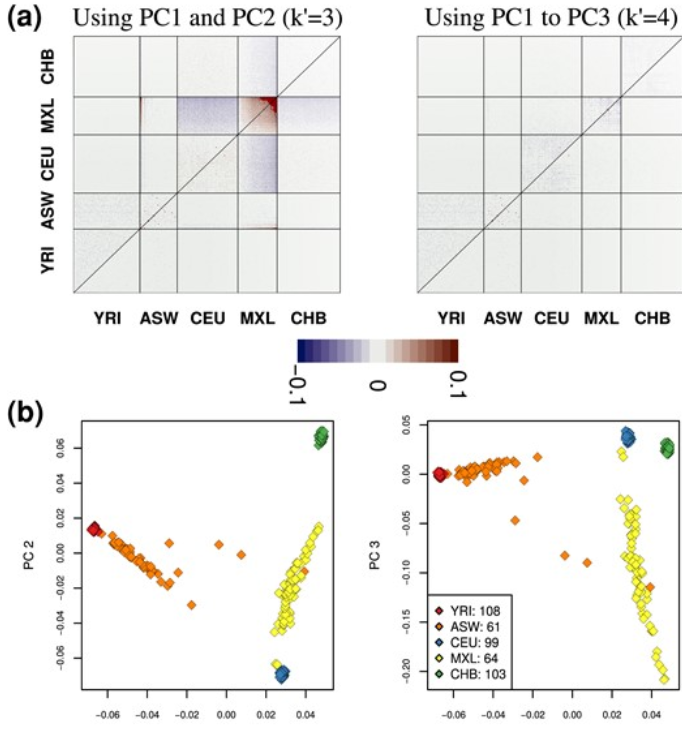 (a) Using PC1 and PC2 (k'=3) Using PC1 to PC3 (k'=4)
CHB
MXL
CEU
ASW
YRI
YRI ASW CEU MXL CHB YRI ASW CEU MXL CHB
−0.1 0 0.1
(b)
PC 2
0.06
0.04
0.02
0.00
−0.02
−0.04
−0.06
−0.06 −0.04 −0.02 0.00 0.02 0.04
PC 3
0.05
0.00
−0.05
−0.10
−0.15
−0.20
YRI: 108
ASW: 61
CEU: 99
MXL: 64
CHB: 103
−0.06 −0.04 −0.02 0.00 0.02 0.04